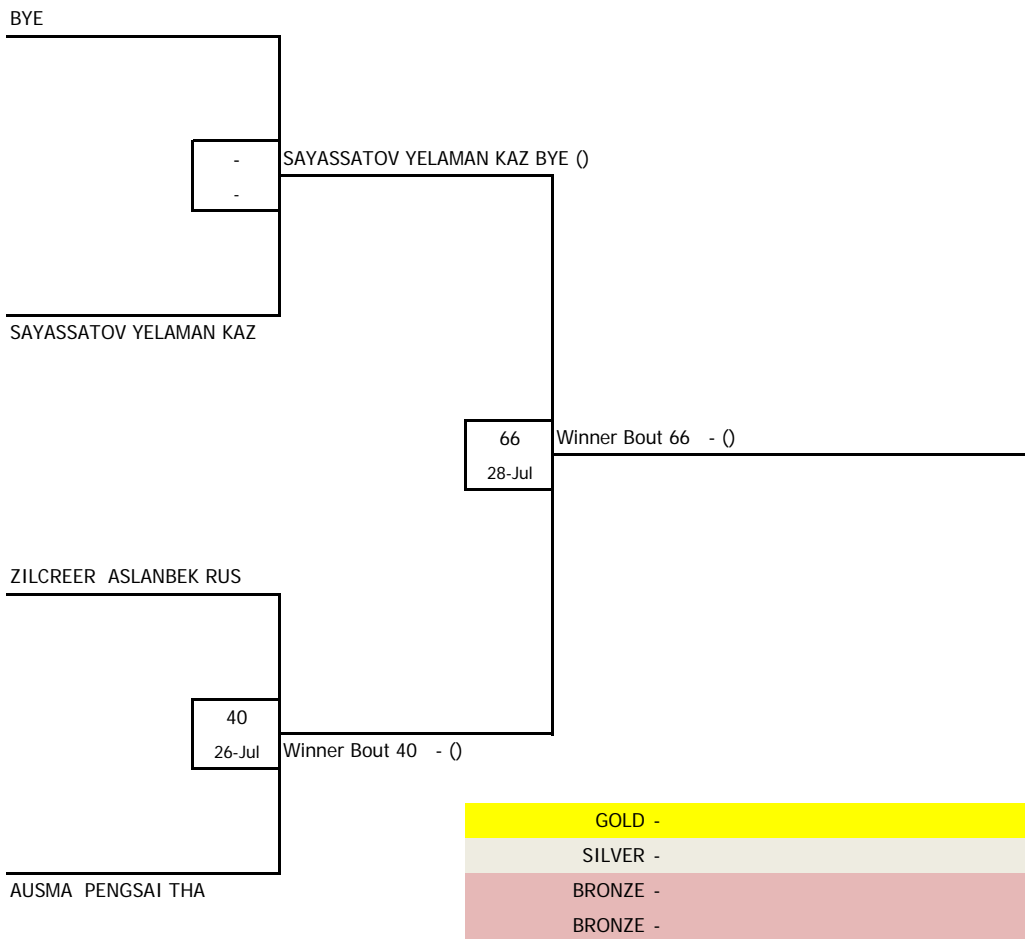 BYE
-
SAYASSATOV YELAMAN KAZ BYE ()
-
SAYASSATOV YELAMAN KAZ
66
Winner Bout 66 - ()
28-Jul
ZILCREER ASLANBEK RUS
40
26-Jul
Winner Bout 40 - ()
GOLD -
SILVER -
AUSMA PENGSAI THA
BRONZE -
BRONZE -